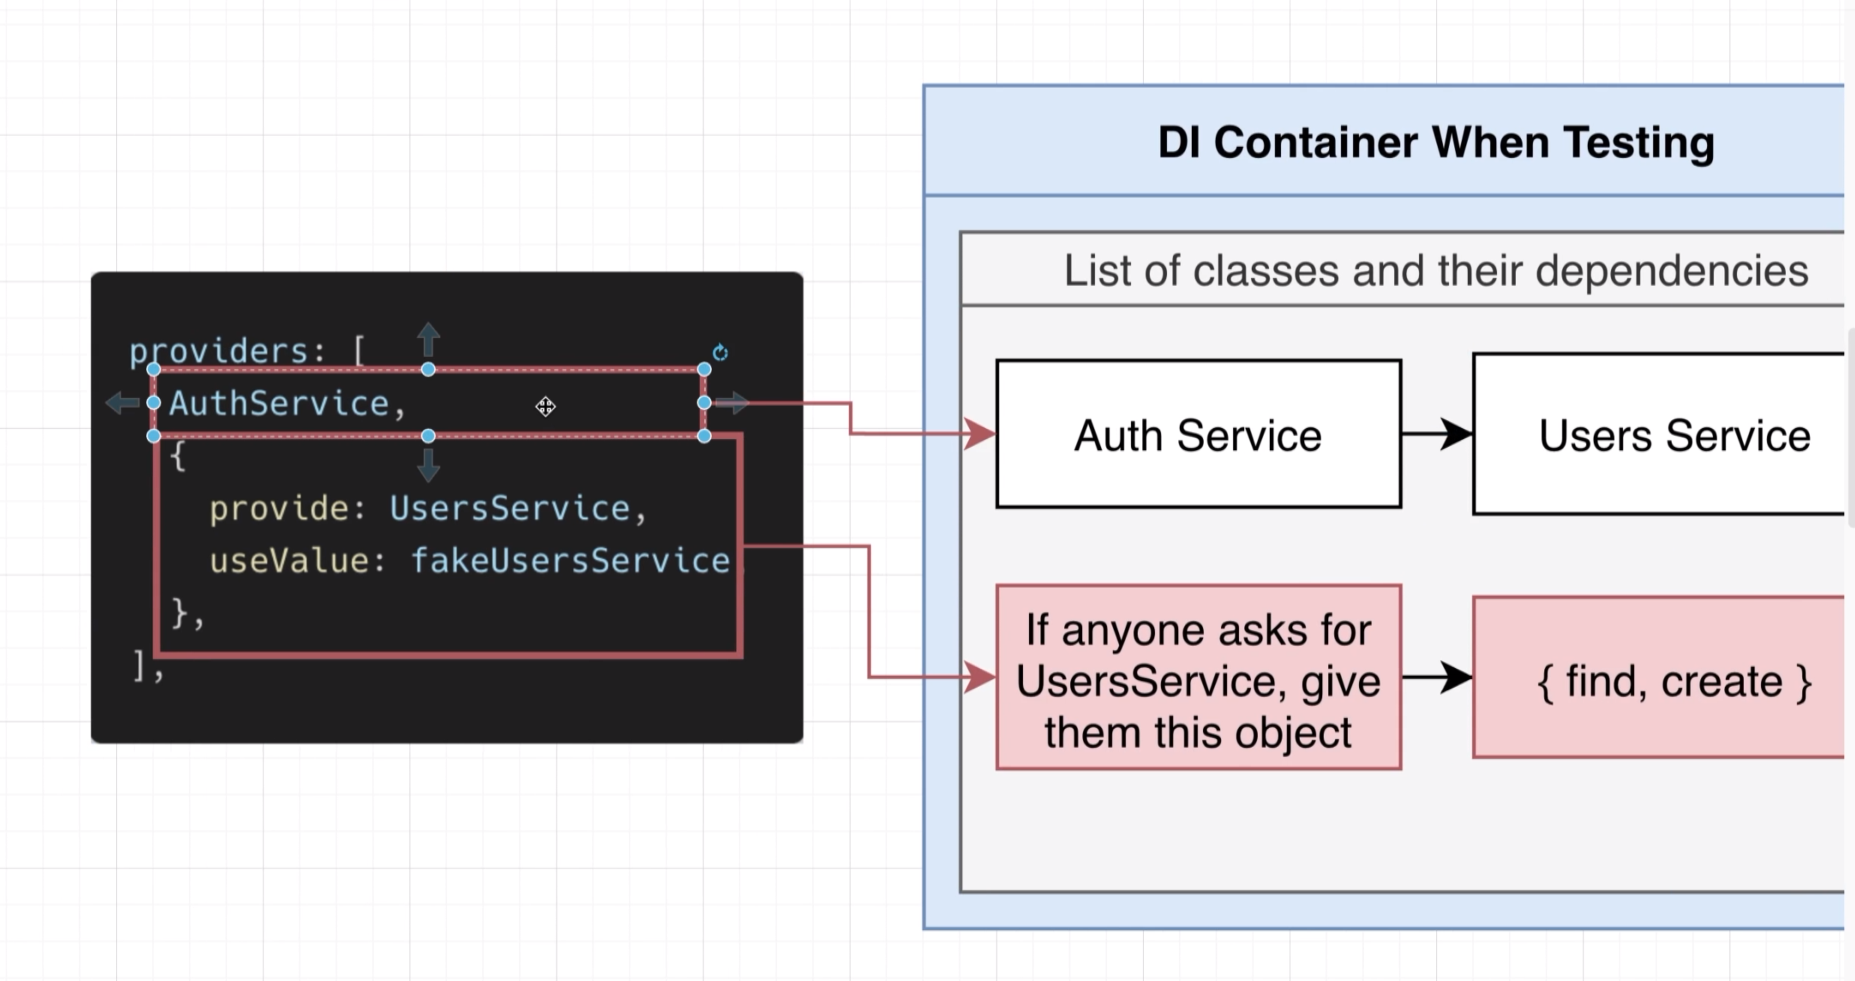 providers: [
AuthService,
{
provide: UsersService,
useValue: fakeUsersService
},
],
DI Container When Testing
List of classes and their dependencies
Auth Service
Users Service
If anyone asks for
UsersService, give
them this object
{ find, create }